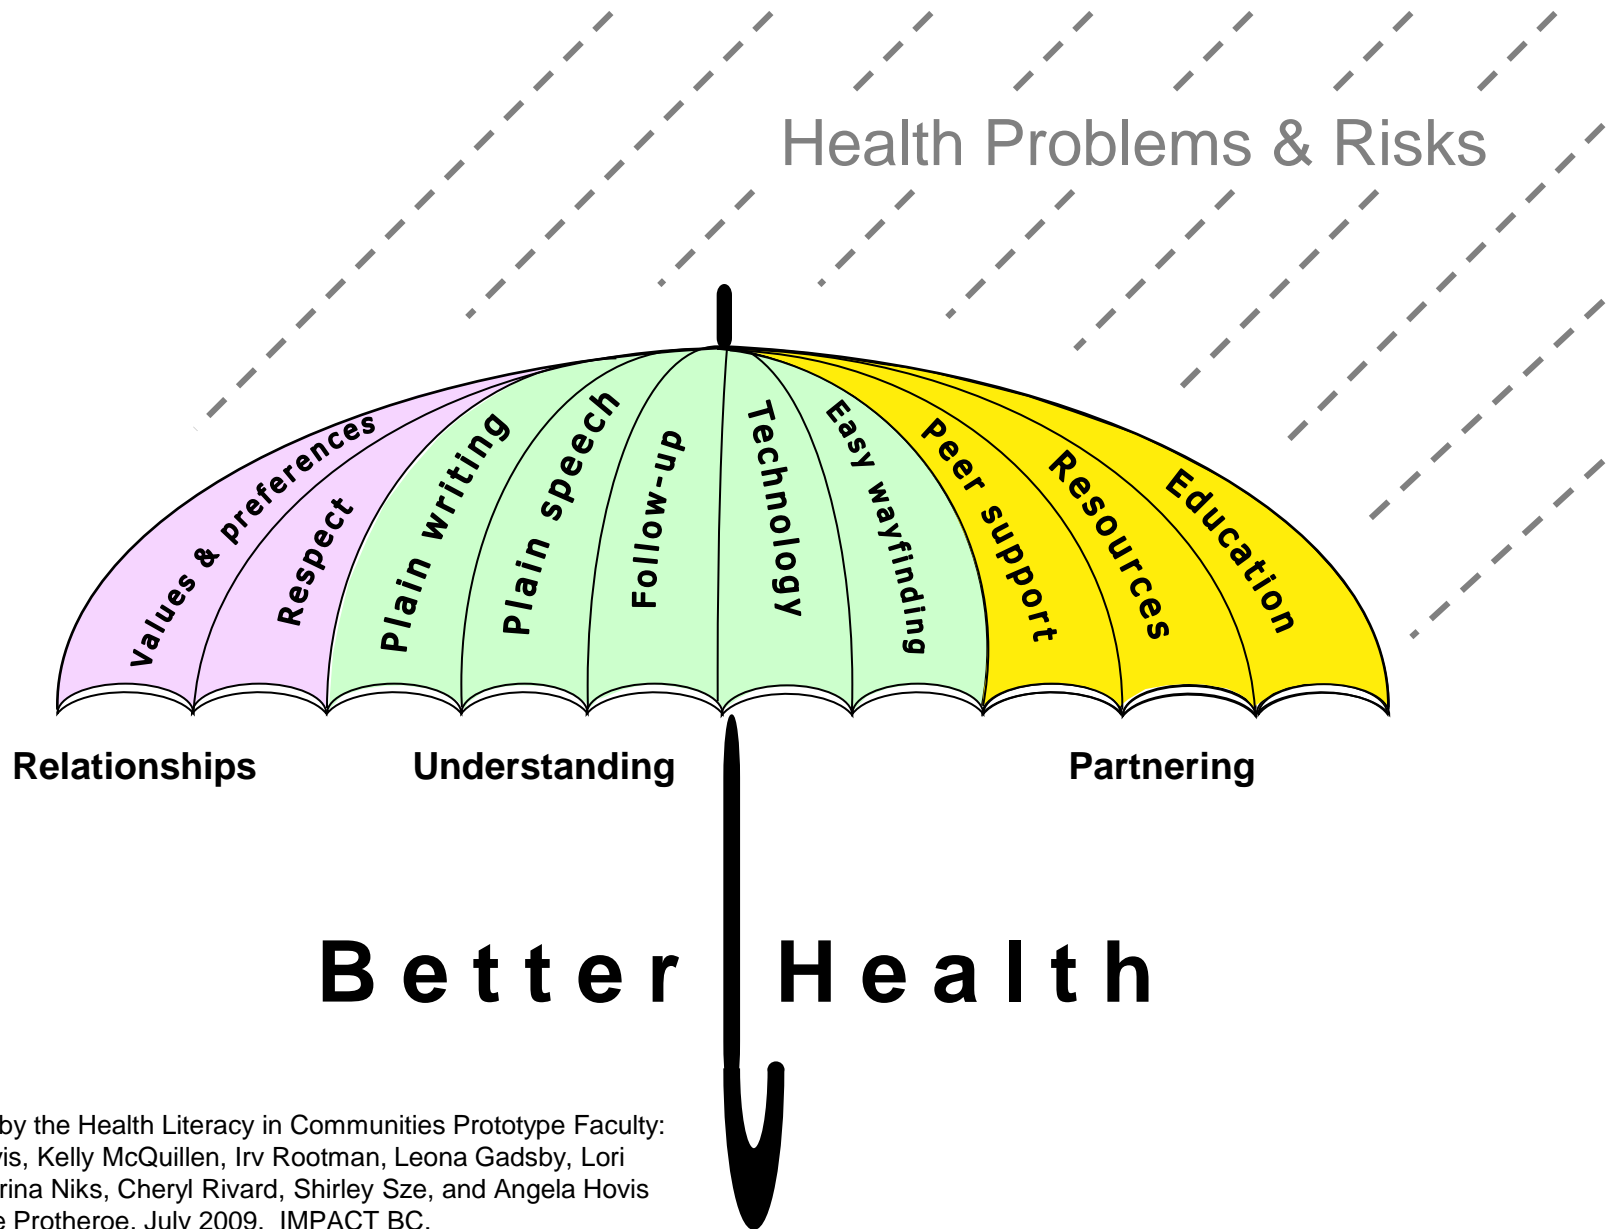 Health Problems & Risks
Values & preferences
Respect
Plain writing
Plain speech
Follow-up
Technology
Easy wayfinding
Peer support
Resources
Education
Relationships
Understanding
Partnering
Better Health
by the Health Literacy in Communities Prototype Faculty:
Kelly McQuillen, Irv Rootman, Leona Gadsby, Lori
Niks, Cheryl Rivard, Shirley Sze, and Angela Hovis
Protheroe, July 2009. IMPACT BC.